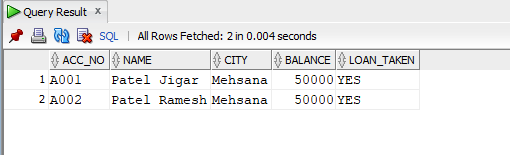 Query Result x
SQL | All Rows Fetched: 2 in 0.004 seconds
ACC_NO NAME CITY BALANCE LOAN_TAKEN
1 A001 Patel Jigar Mehsana 50000 YES
2 A002 Patel Ramesh Mehsana 50000 YES